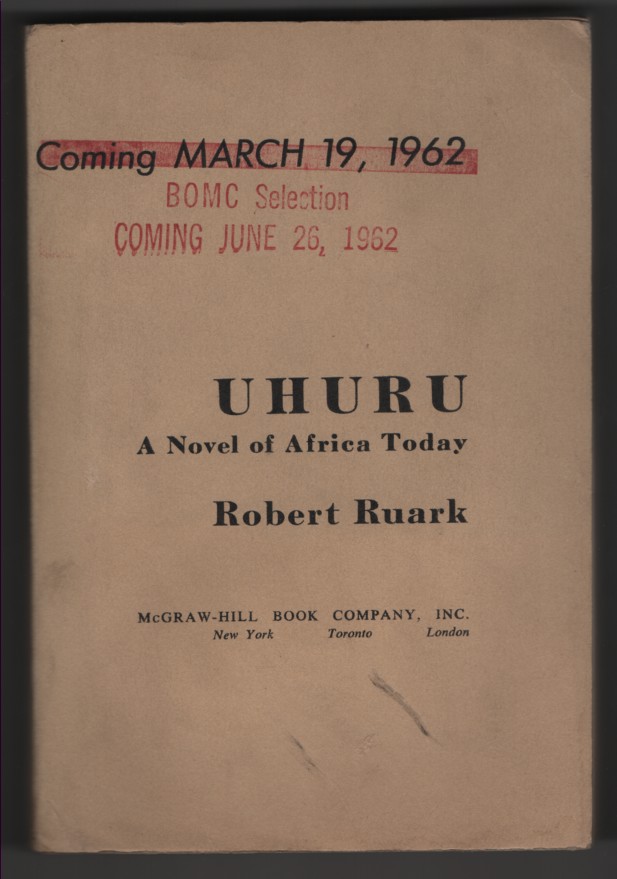 Coming MARCH 19, 1962
BOMC Selection
COMING JUNE 26, 1962
UHURU
A Novel of Africa Today
Robert Ruark
McGRAW-HILL BOOK COMPANY, INC.
New York Toronto London